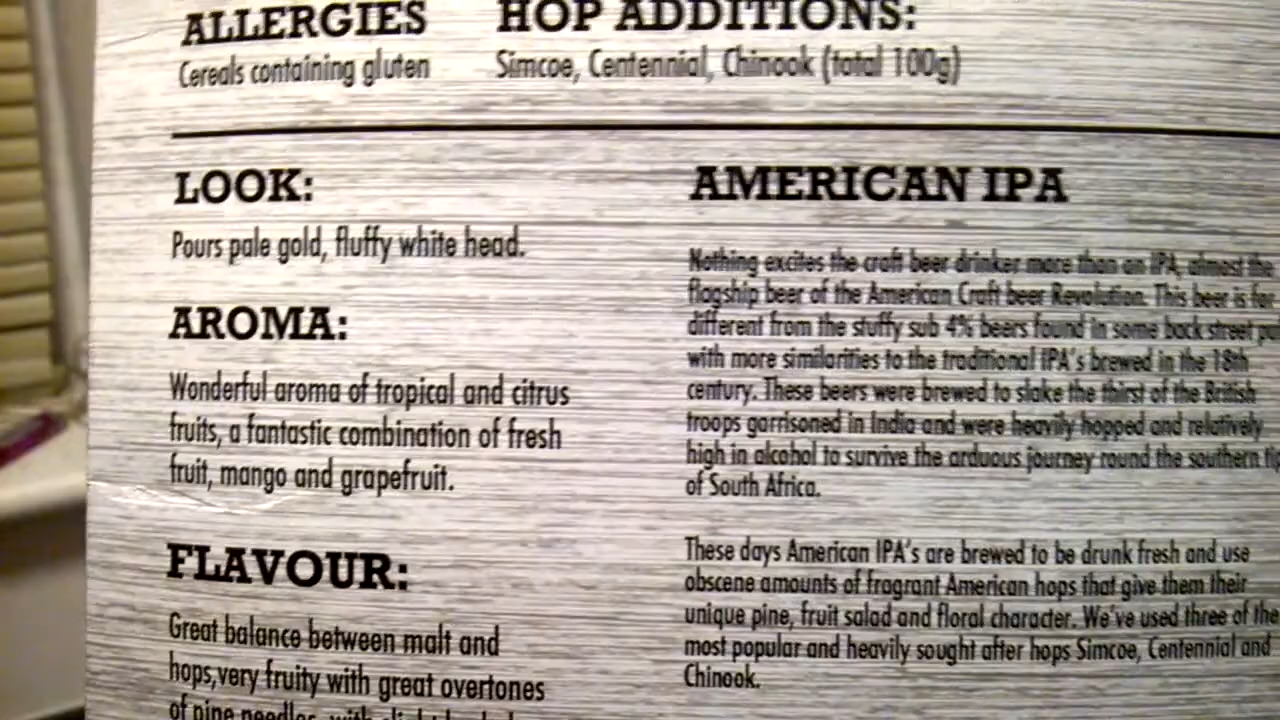 ALLERGIES
Cereals containing gluten
HOP ADDITIONS:
Simcoe, Centennial, Chinook (total 100g)
LOOK:
Pours pale gold, fluffy white head.
AROMA:
Wonderful aroma of tropical and citrus
fruits, a fantastic combination of fresh
fruit, mango and grapefruit.
FLAVOUR:
Great balance between malt and
hops,very fruity with great overtones
of pine needles, with
AMERICAN IPA
Nothing excites the craft beer drinker more than an IPA, almost the
flagship beer of the American Craft beer Revolution. This beer is far
different from the stuffy sub 4% beers found in some back street
with more similarities to the traditional IPA's brewed in the 18th
century. These beers were brewed to slake the thirst of the British
troops garrisoned in India and were heavily hopped and relatively
high in alcohol to survive the arduous journey round the southern
of South Africa.
These days American IPA's are brewed to be drunk fresh and use
obscene amounts of fragrant American hops that give them their
unique pine, fruit salad and floral character. We've used three of the
most popular and heavily sought after hops Simcoe, Centennial and
Chinook.